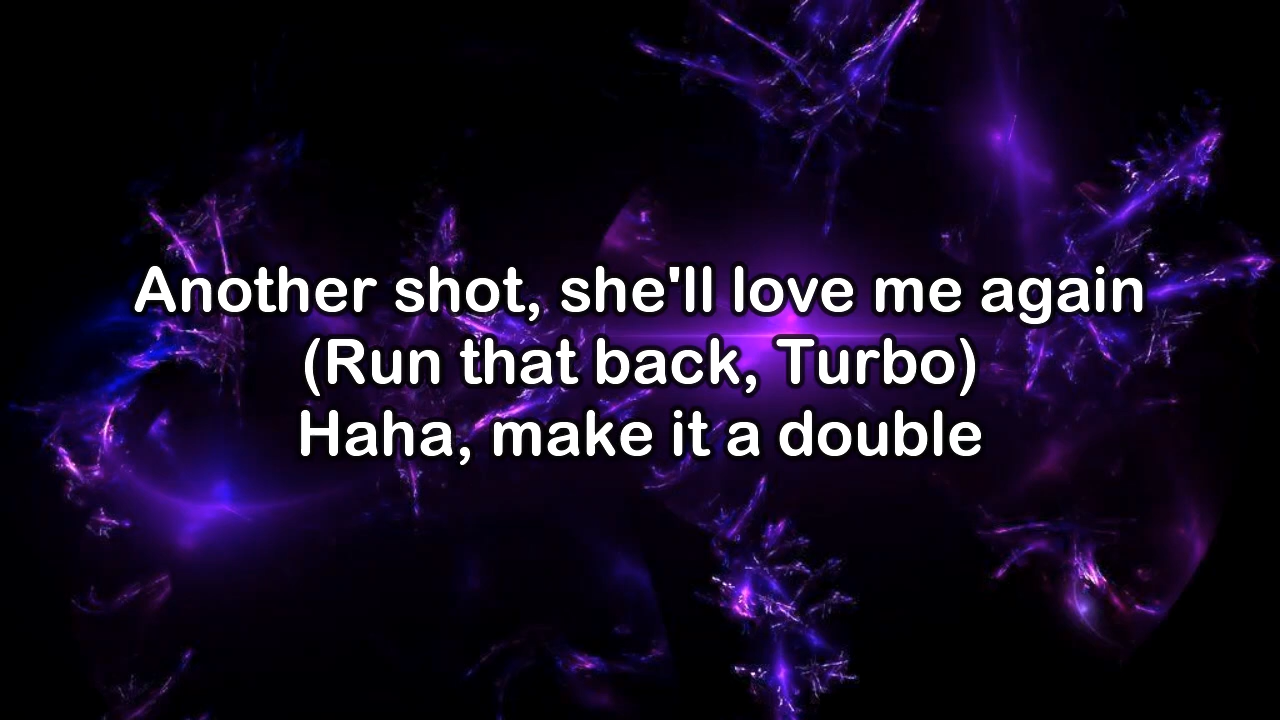 Another shot, she'll love me again
(Run that back, Turbo)
Haha, make it a double